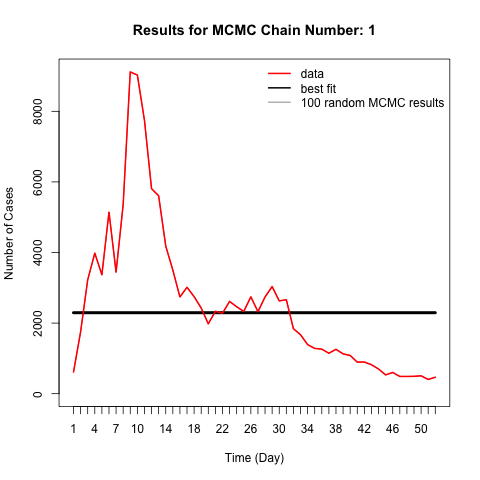 Results for MCMC Chain Number: 1
data
best fit
100 random MCMC results
Number of Cases
8000
6000
4000
2000
0
1 4 7 10 14 18 22 26 30 34 38 42 46 50
Time (Day)